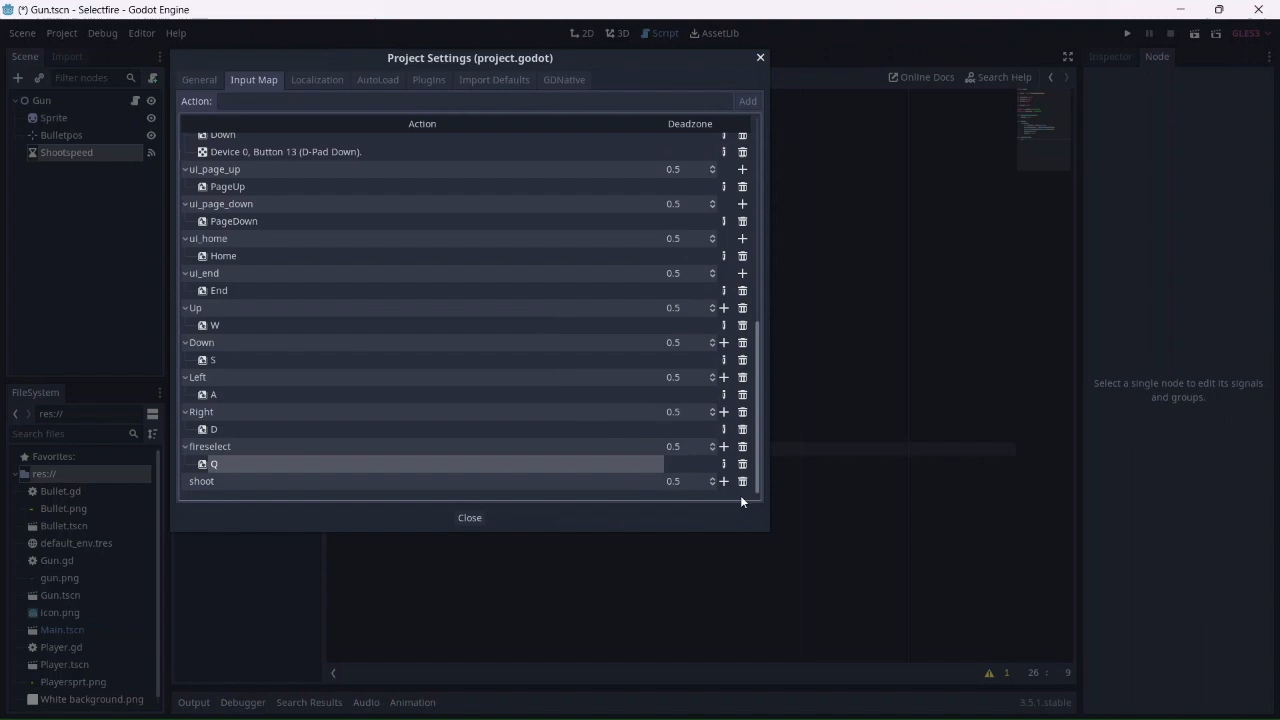 (*) Gun.tscn - Selectfire - Godot Engine
Scene Project Debug Editor Help
2D 3D Script AssetLib
GLES3
Scene Import
Filter nodes
Gun
Sprite
Bulletpos
Shootspeed
Project Settings (project.godot)
General Input Map Localization AutoLoad Plugins Import Defaults GDNative
Action: Add
Action Deadzone
Down
Device 0, Button 13 (D-Pad Down).
ui_page_up 0.5
PageUp
ui_page_down 0.5
PageDown
ui_home 0.5
Home
ui_end 0.5
End
Up 0.5
W
Down 0.5
S
Left 0.5
A
Right 0.5
D
fireselect 0.5
Q
shoot 0.5
Close
Online Docs Search Help
Inspector Node
Select a single node to edit its signals
and groups.
FileSystem
res://
Search files
Favorites:
res://
Bullet.gd
Bullet.png
Bullet.tscn
default_env.tres
Gun.gd
gun.png
Gun.tscn
icon.png
Main.tscn
Player.gd
Player.tscn
Playersprt.png
White background.png
1 26 : 9
Output Debugger Search Results Audio Animation
3.5.1.stable